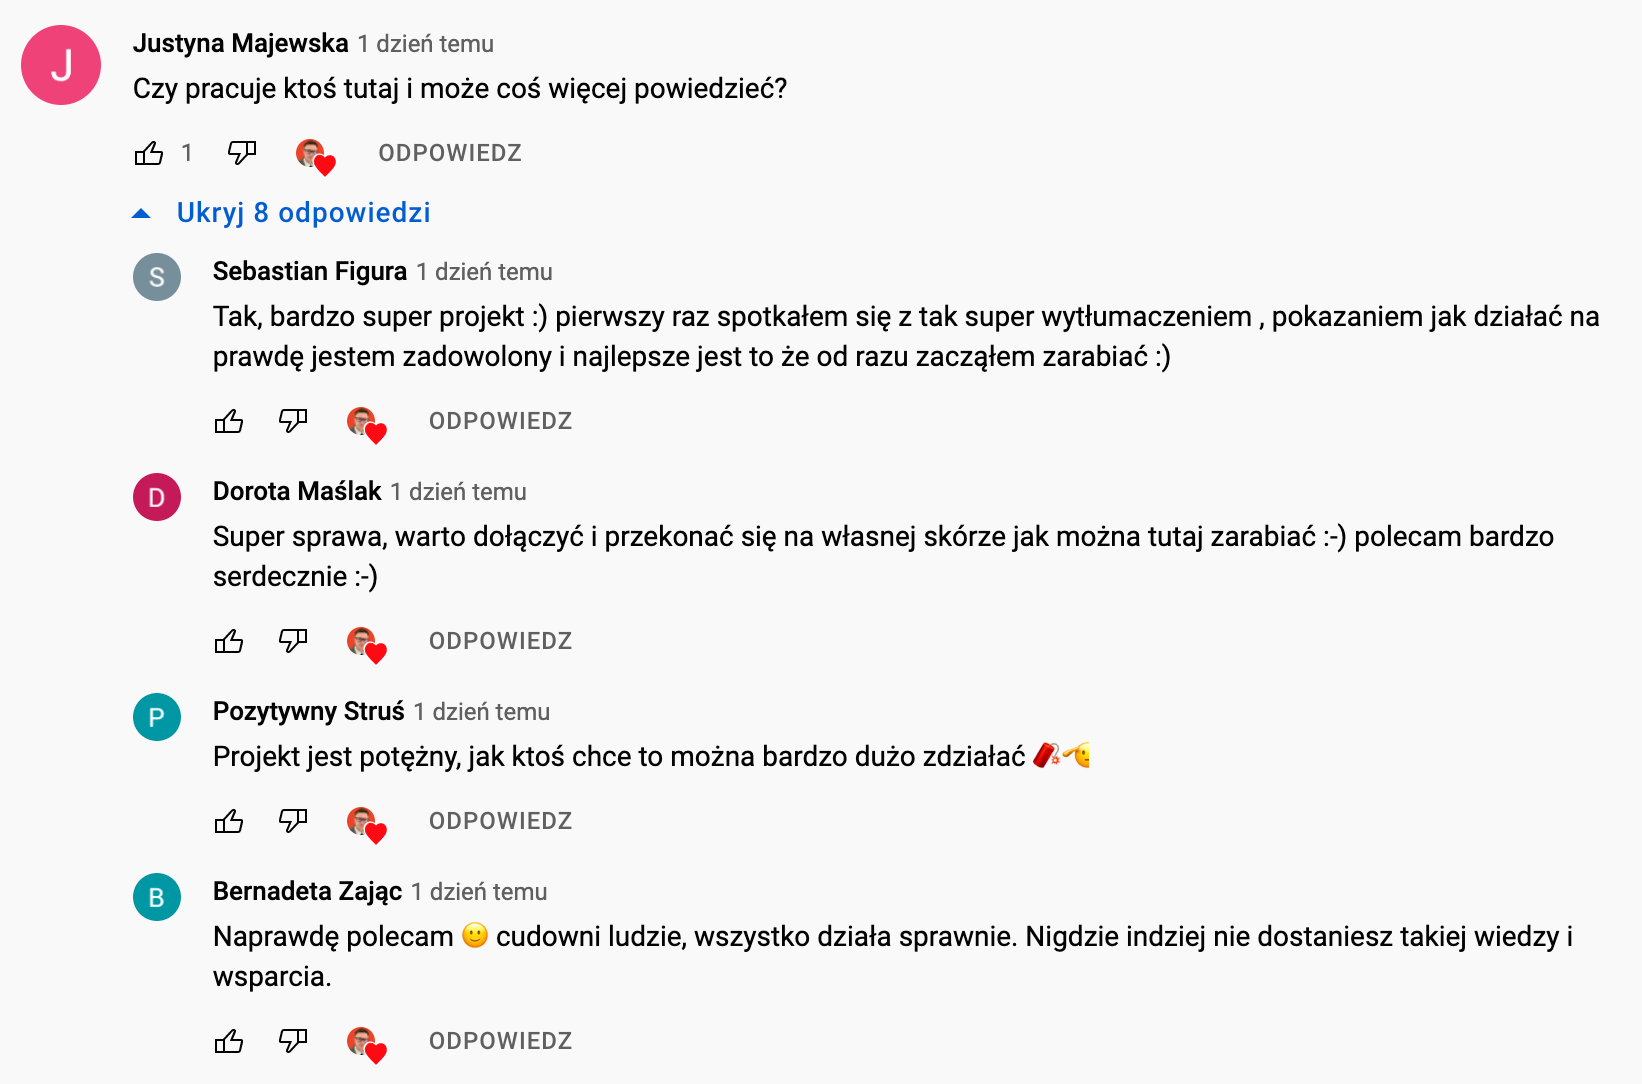 J
Justyna Majewska 1 dzień temu
Czy pracuje ktoś tutaj i może coś więcej powiedzieć?
1 ODPOWIEDZ
Ukryj 8 odpowiedzi
S
Sebastian Figura 1 dzień temu
Tak, bardzo super projekt :) pierwszy raz spotkałem się z tak super wytłumaczeniem , pokazaniem jak działać na
prawdę jestem zadowolony i najlepsze jest to że od razu zacząłem zarabiać :)
ODPOWIEDZ
D
Dorota Maślak 1 dzień temu
Super sprawa, warto dołączyć i przekonać się na własnej skórze jak można tutaj zarabiać :-) polecam bardzo
serdecznie :-)
ODPOWIEDZ
P
Pozytywny Struś 1 dzień temu
Projekt jest potężny, jak ktoś chce to można bardzo dużo zdziałać 🧨🫡
ODPOWIEDZ
B
Bernadeta Zając 1 dzień temu
Naprawdę polecam 🙂 cudowni ludzie, wszystko działa sprawnie. Nigdzie indziej nie dostaniesz takiej wiedzy i
wsparcia.
ODPOWIEDZ